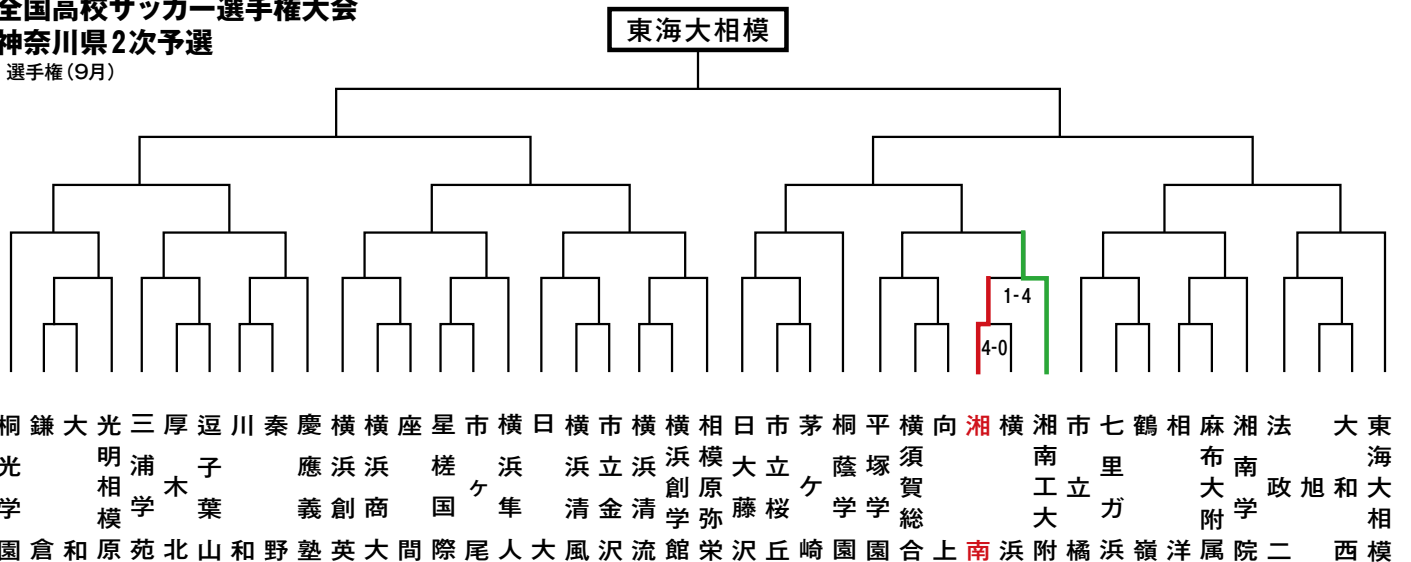 全国高校サッカー選手権大会
神奈川県2次予選
選手権(9月)
東海大相模
1-4
4-0
桐光学園
鎌倉
大和
光明相模原
三浦学苑
厚木北
逗子葉山
川和
秦野
慶應義塾
横浜創英
横浜商大
座間
星槎国際
市ヶ尾
横浜隼人
日大
横浜清風
市立金沢
横浜清流
横浜創学館
相模原弥栄
日大藤沢
市立桜丘
茅ケ崎
桐蔭学園
平塚学園
横須賀総合
向上
湘南
横浜
湘南工大附
市立橘
七里ガ浜
鶴嶺
相洋
麻布大附属
湘南学院
法政二
旭
大和西
東海大相模